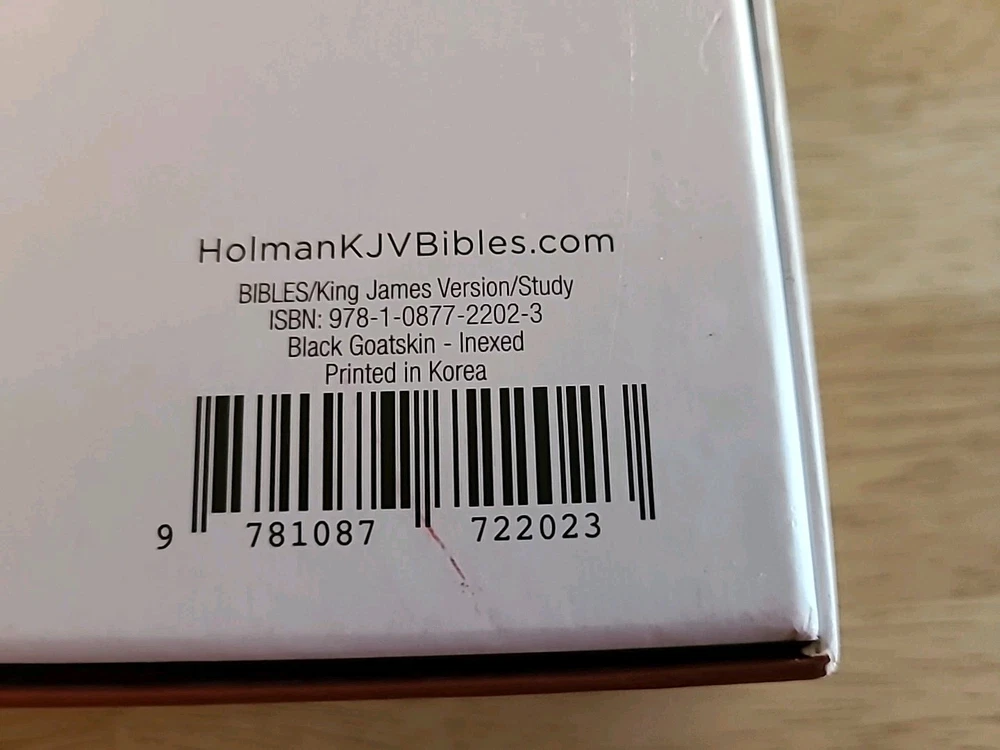 HolmanKJVBibles.com
BIBLES/King James Version/Study
ISBN: 978-1-0877-2202-3
Black Goatskin - Inexed
Printed in Korea
9 781087 722023